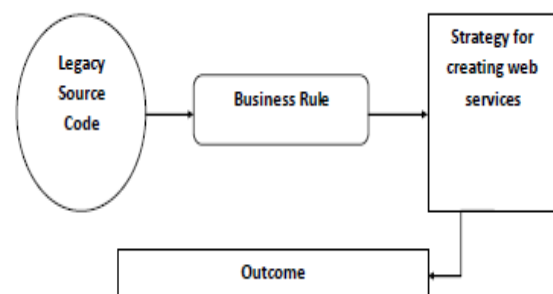 Legacy
Source
Code
Business Rule
Strategy for
creating web
services
Outcome